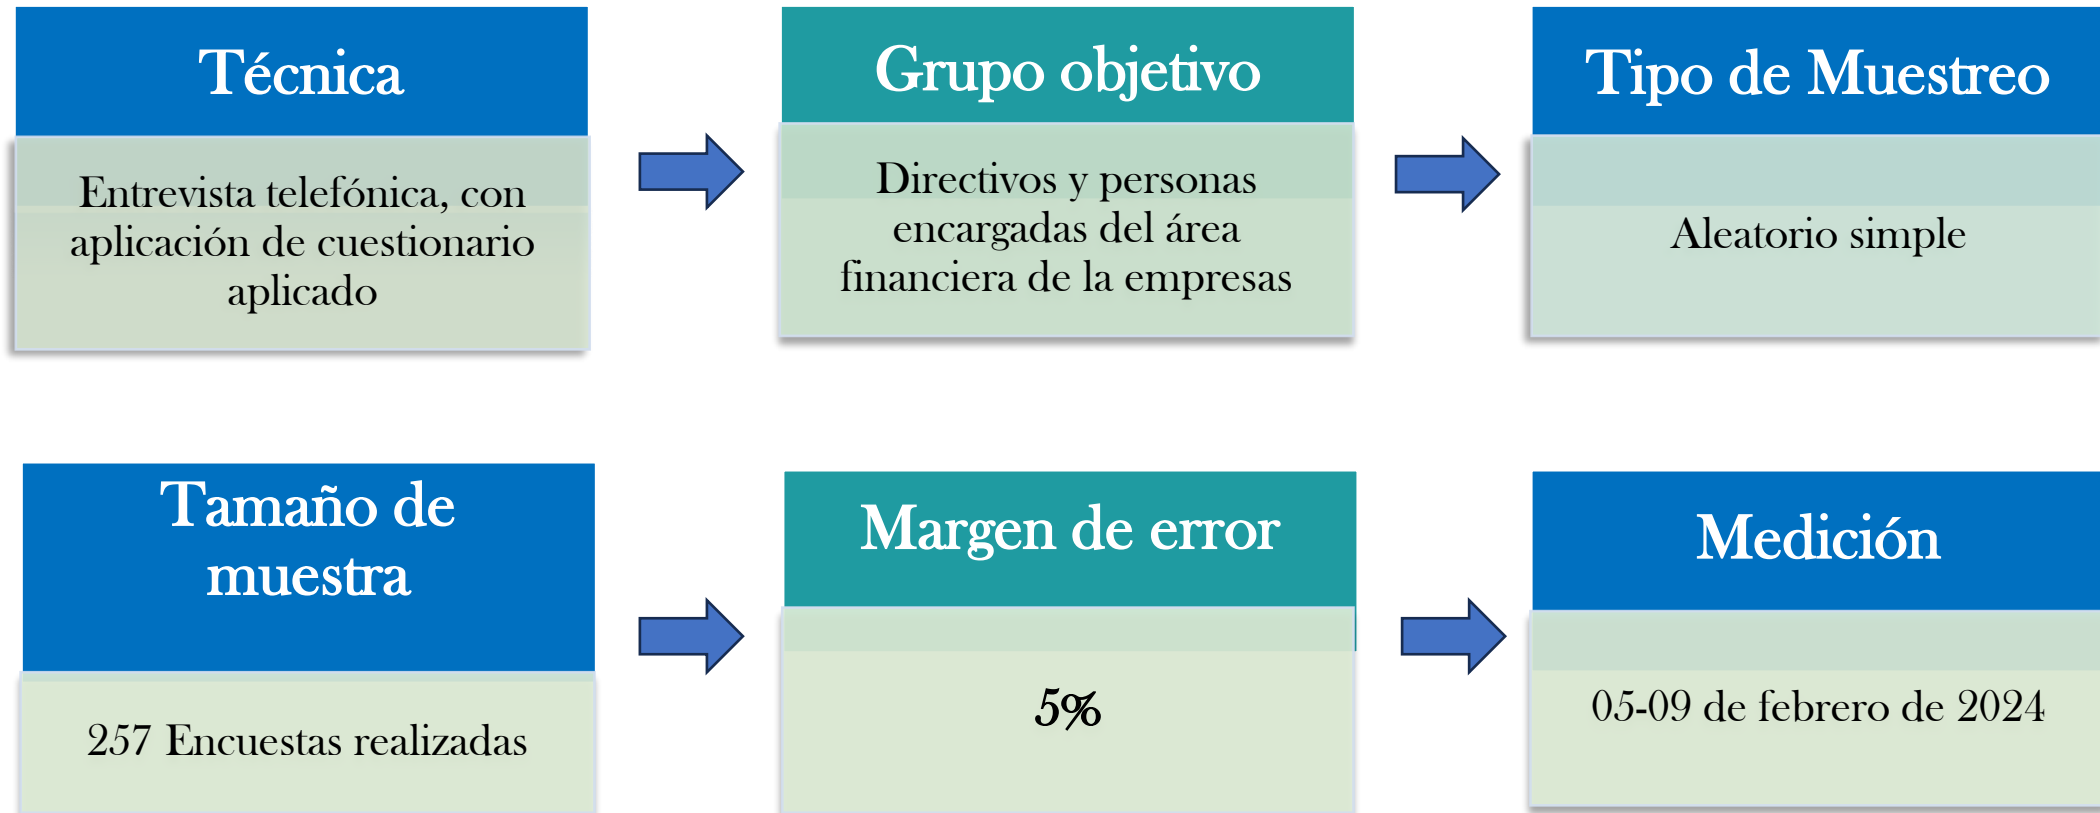 Técnica
Entrevista telefónica, con
aplicación de cuestionario
aplicado
Grupo objetivo
Directivos y personas
encargadas del área
financiera de la empresas
Tipo de Muestreo
Aleatorio simple
Tamaño de
muestra
257 Encuestas realizadas
Margen de error
5%
Medición
05-09 de febrero de 2024